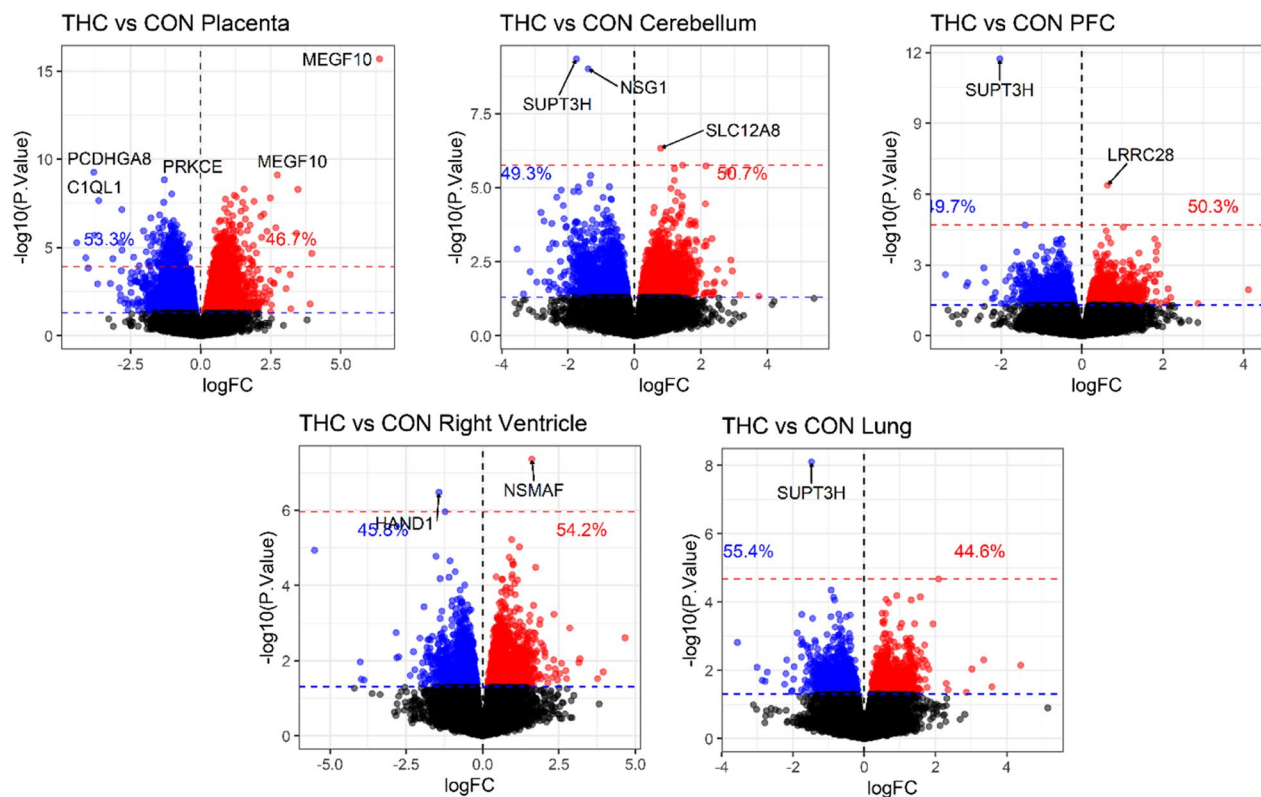 THC vs CON Placenta
-log10(P.Value)
15
10
5
0
MEGF10
PCDHGA8
PRKCE
MEGF10
C1QL1
53.3%
46.7%
-2.5
0.0
2.5
5.0
logFC
THC vs CON Cerebellum
-log10(P.Value)
7.5
5.0
2.5
0.0
SUPT3H
NSG1
SLC12A8
49.3%
50.7%
-4
-2
0
2
4
logFC
THC vs CON PFC
-log10(P.Value)
12
9
6
3
0
SUPT3H
LRRC28
49.7%
50.3%
-2
0
2
4
logFC
THC vs CON Right Ventricle
-log10(P.Value)
6
4
2
0
NSMAF
HAND1
45.8%
54.2%
-5.0
-2.5
0.0
2.5
5.0
logFC
THC vs CON Lung
-log10(P.Value)
8
6
4
2
0
SUPT3H
55.4%
44.6%
-4
-2
0
2
4
logFC